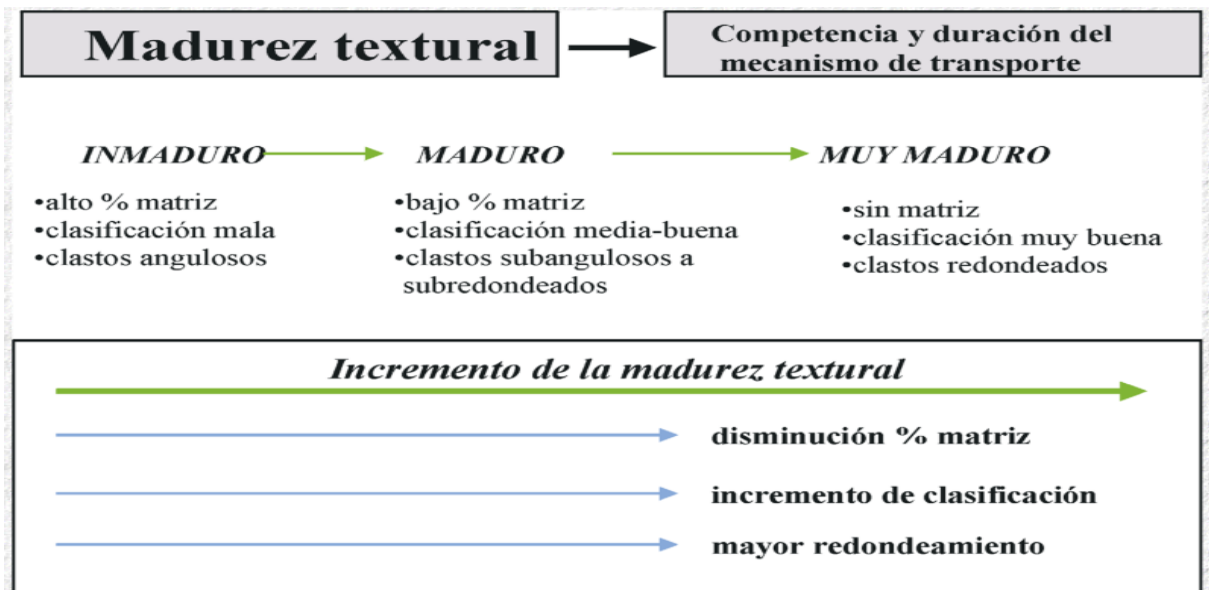 Madurez textural
Competencia y duración del
mecanismo de transporte
INMADURO
•alto % matriz
•clasificación mala
•clastos angulosos
MADURO
•bajo % matriz
•clasificación media-buena
•clastos subangulosos a
subredondeados
MUY MADURO
•sin matriz
•clasificación muy buena
•clastos redondeados
Incremento de la madurez textural
disminución % matriz
incremento de clasificación
mayor redondeamiento